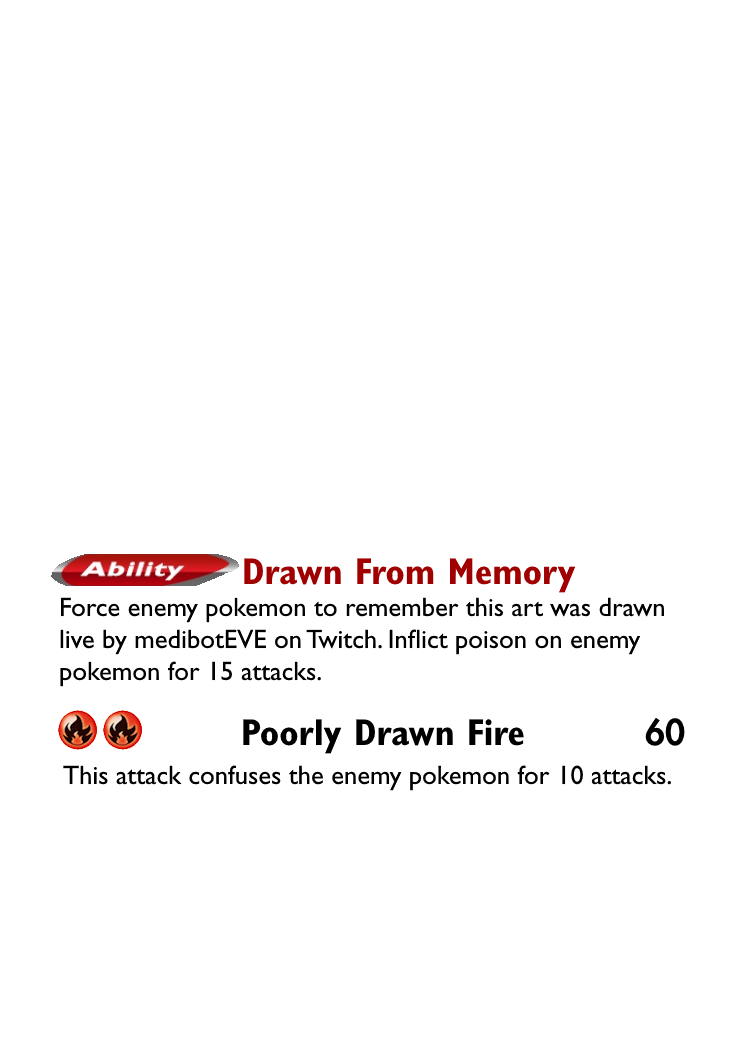 Ability Drawn From Memory
Force enemy pokemon to remember this art was drawn
live by medibotEVE on Twitch. Inflict poison on enemy
pokemon for 15 attacks.
Poorly Drawn Fire 60
This attack confuses the enemy pokemon for 10 attacks.